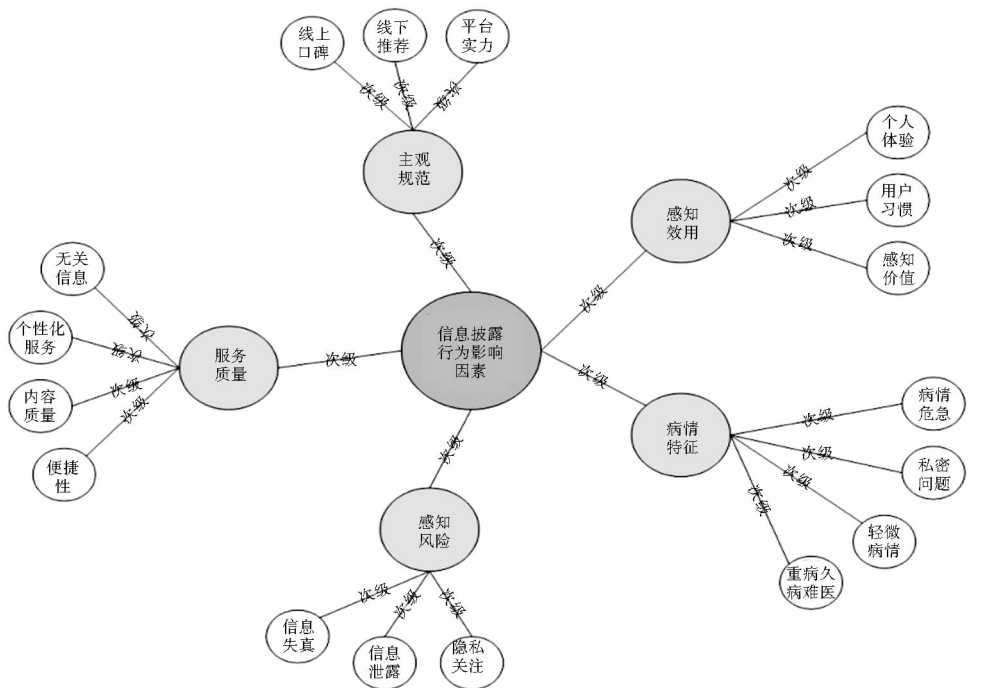 线上
口碑
线下
推荐
平台
实力
次级
次级
次级
主观
规范
次级
个人
体验
用户
习惯
感知
价值
次级
次级
次级
感知
效用
次级
无关
信息
个性化
服务
内容
质量
便捷
性
次级
次级
次级
次级
服务
质量
次级
信息披露
行为影响
因素
次级
病情
特征
次级
次级
次级
次级
病情
危急
私密
问题
轻微
病情
重病久
病难医
次级
感知
风险
次级
次级
次级
信息
失真
信息
泄露
隐私
关注